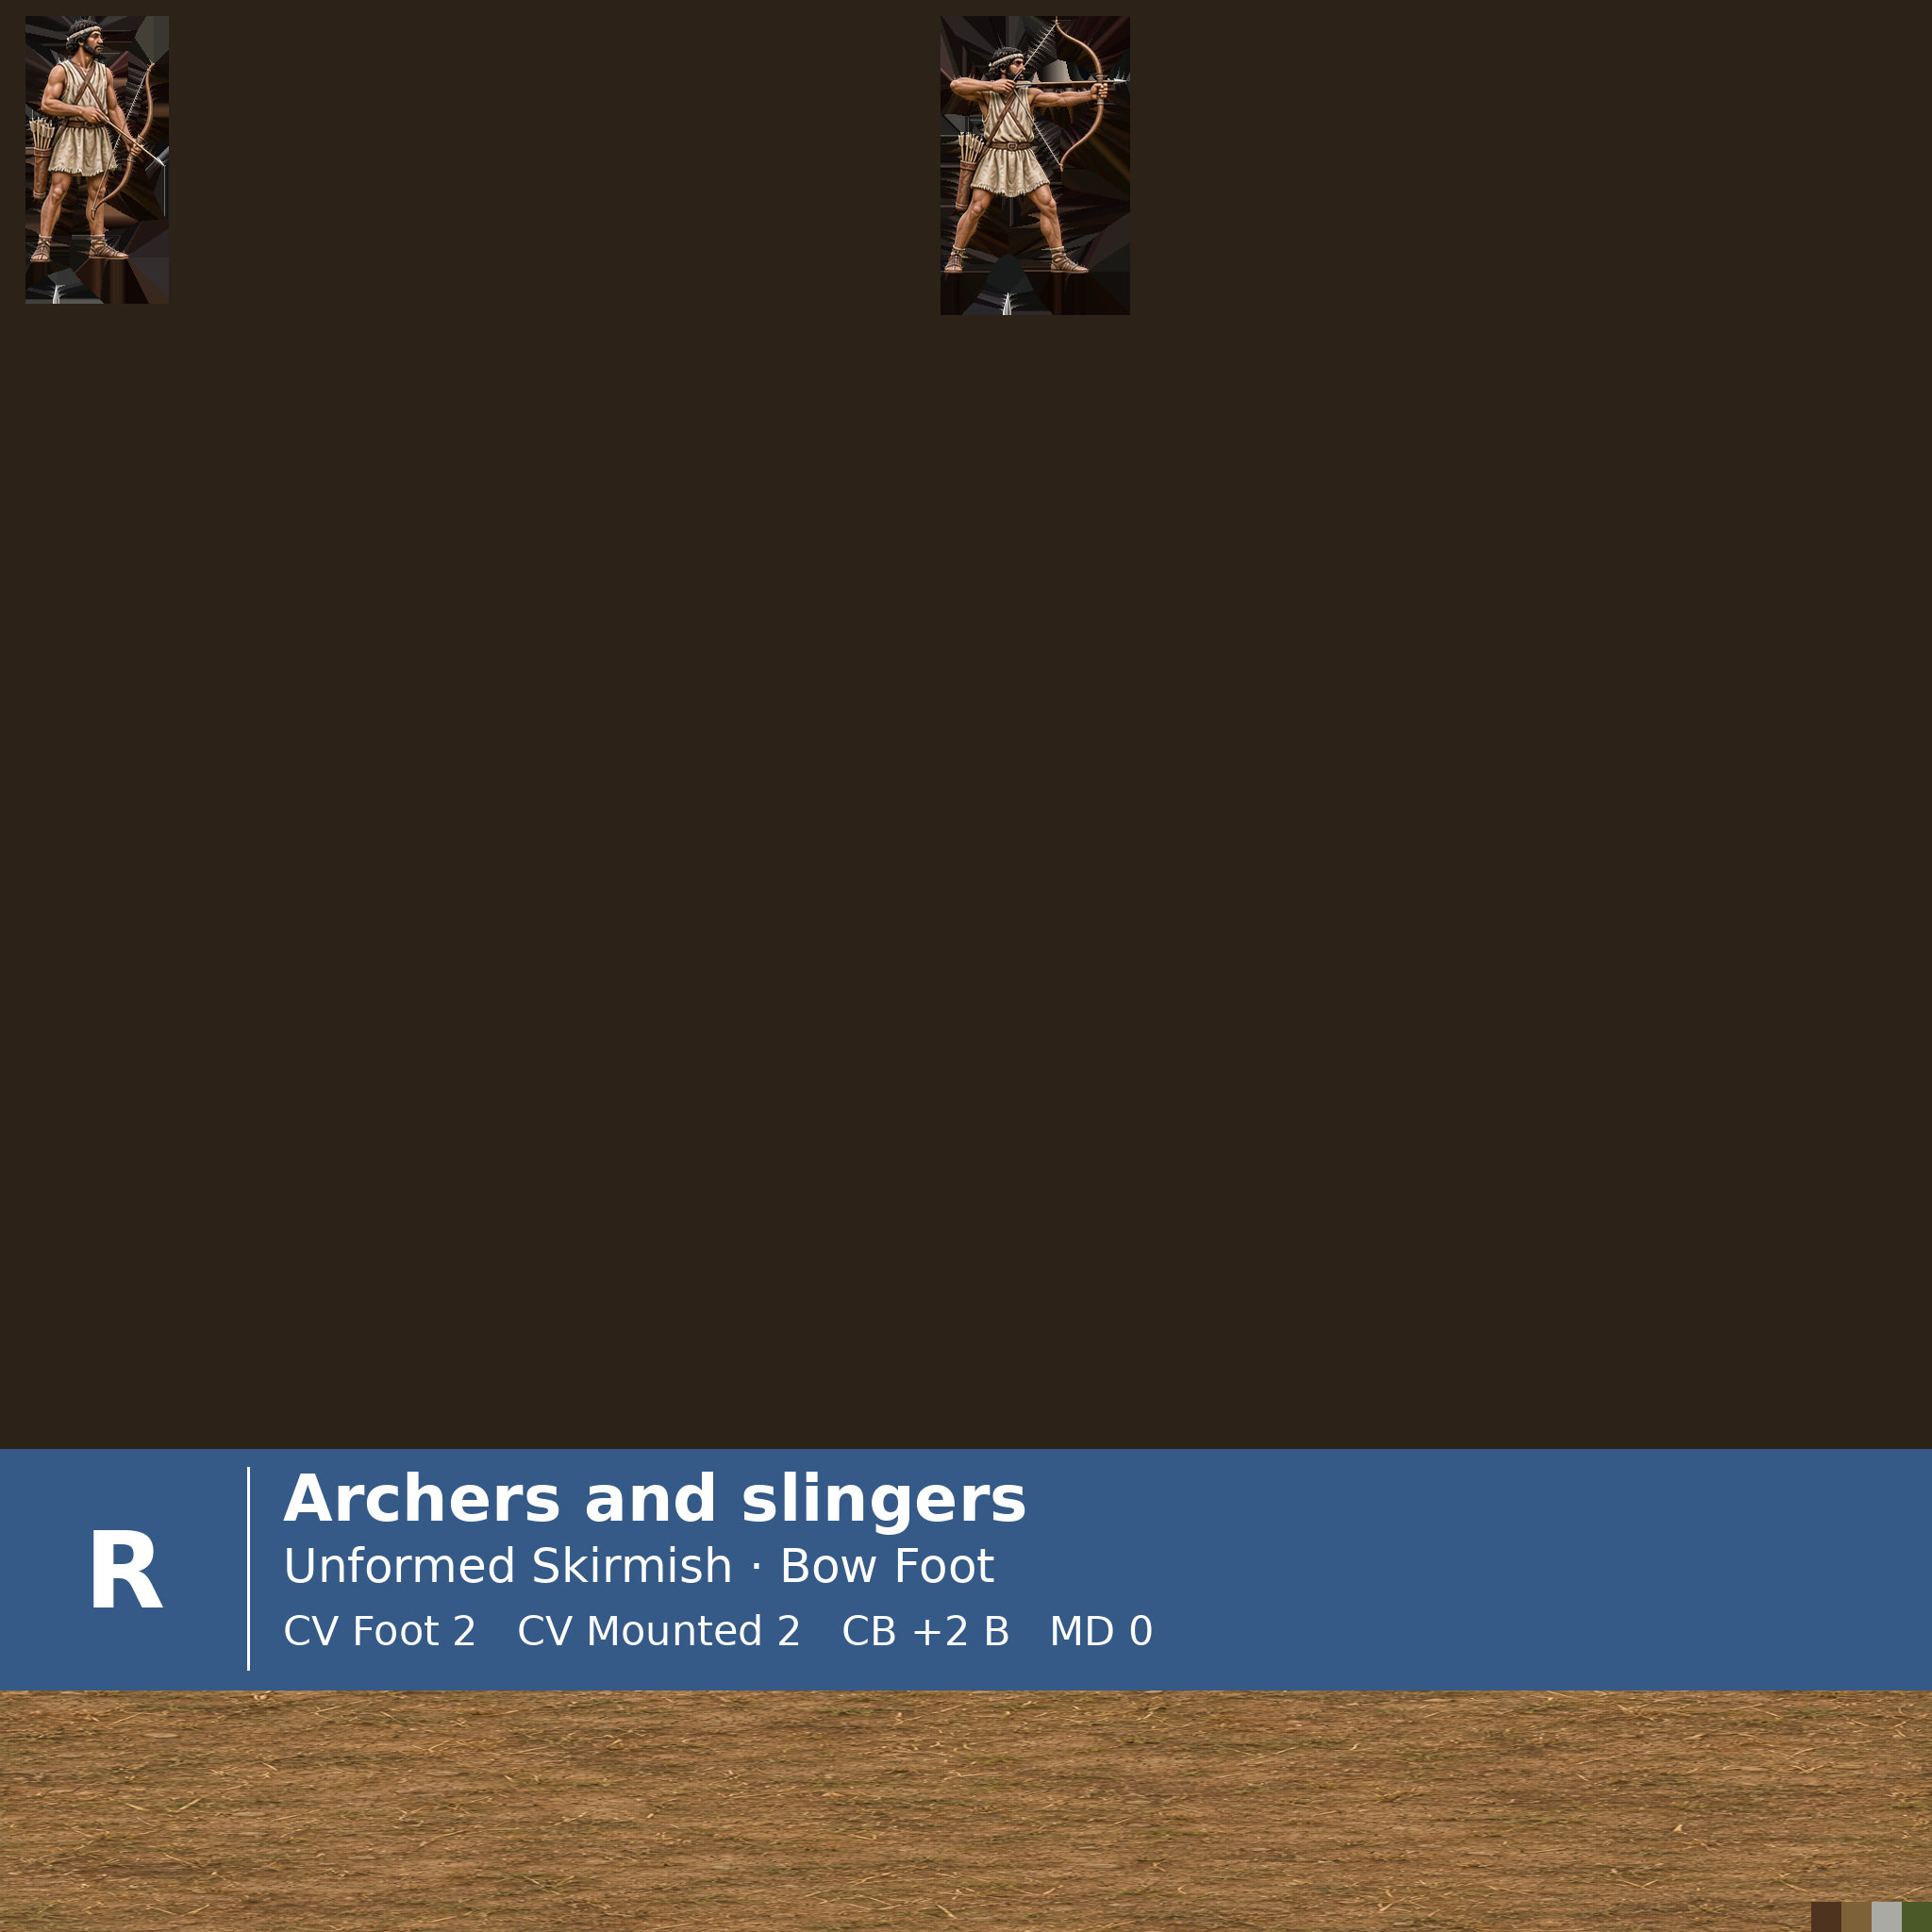 R
Archers and slingers
Unformed Skirmish · Bow Foot
CV Foot 2 CV Mounted 2 CB +2 B MD 0